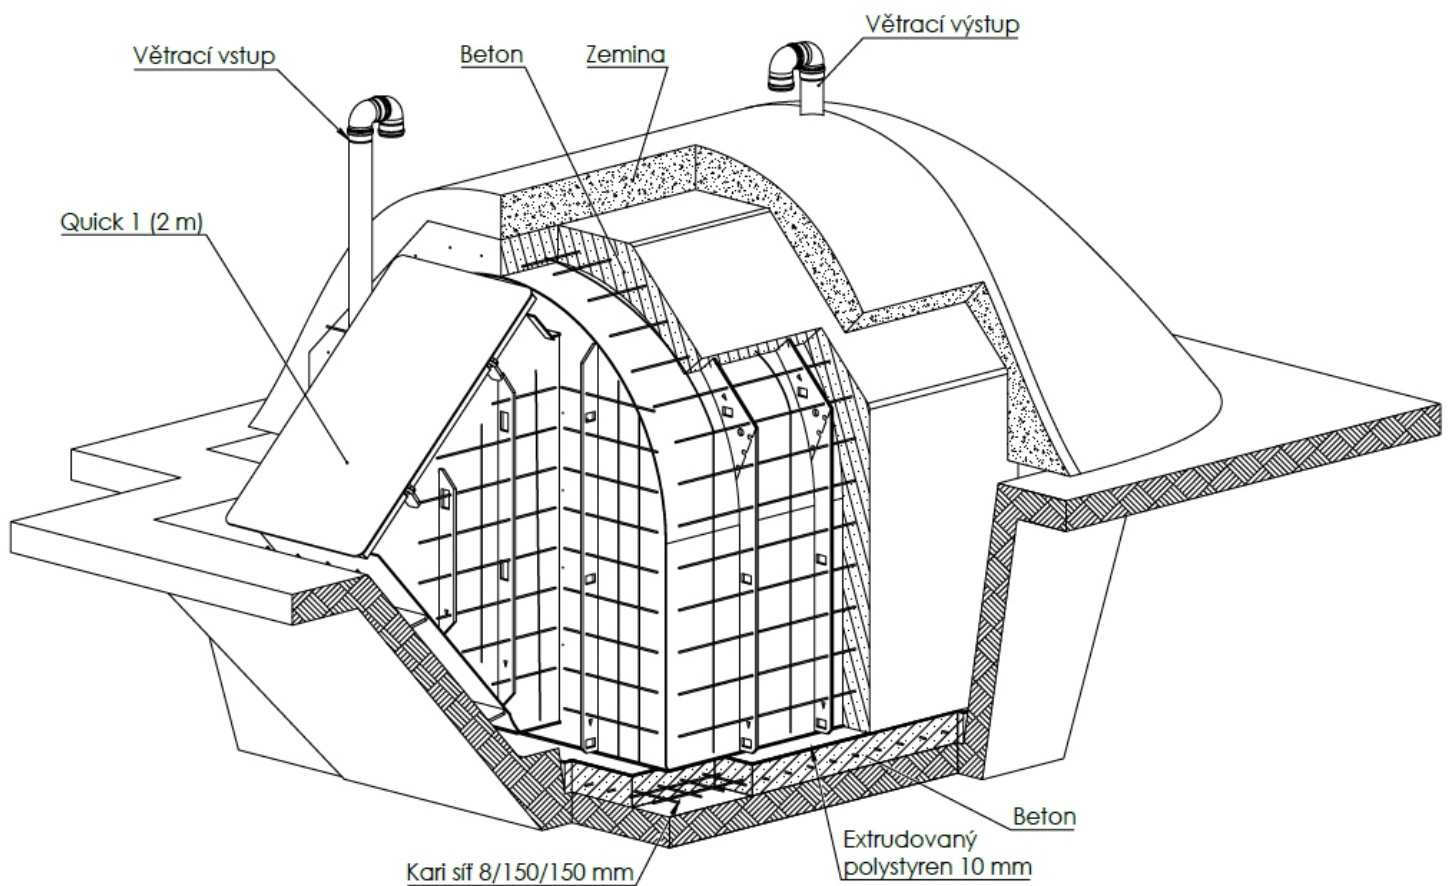 Větrací výstup
Větrací vstup
Beton
Zemina
Quick 1 (2 m)
Beton
Extrudovaný
polystyren 10 mm
Kari síť 8/150/150 mm